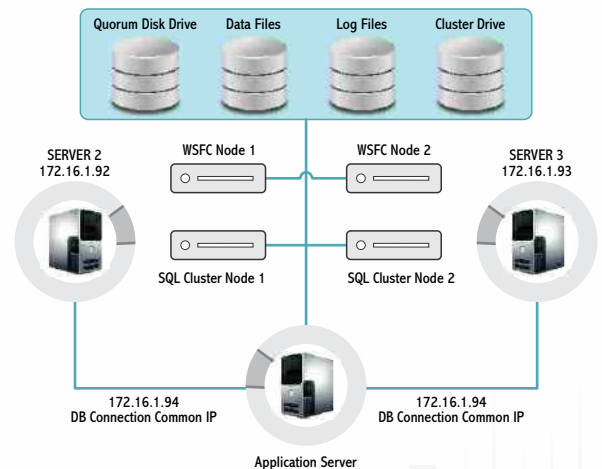 Quorum Disk Drive
Data Files
Log Files
Cluster Drive
WSFC Node 1
WSFC Node 2
SERVER 2
172.16.1.92
SERVER 3
172.16.1.93
SQL Cluster Node 1
SQL Cluster Node 2
172.16.1.94
DB Connection Common IP
172.16.1.94
DB Connection Common IP
Application Server